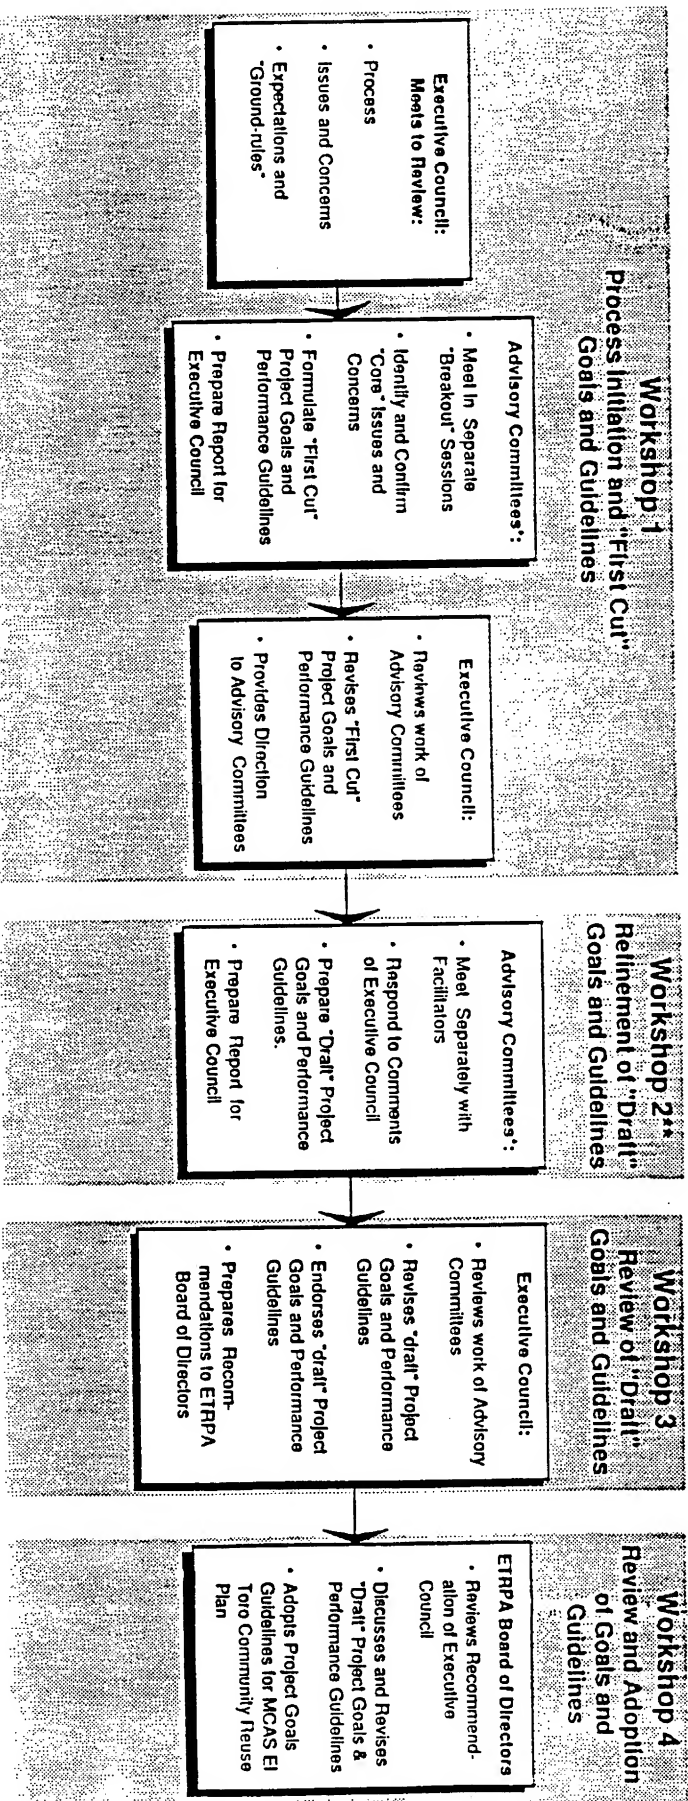 Workshop 1
Process Initiation and "First Cut"
Goals and Guidelines
Executive Council:
Meets to Review:
• Process
• Issues and Concerns
• Expectations and
"Ground-rules"
Advisory Committees*:
• Meet in Separate
"Breakout" Sessions
• Identify and Confirm
"Core" Issues and
Concerns
• Formulate "First Cut"
Project Goals and
Performance Guidelines
• Prepare Report for
Executive Council
Executive Council:
• Reviews work of
Advisory Committees
• Revises "First Cut"
Project Goals and
Performance Guidelines
• Provides Direction
to Advisory Committees
Workshop 2**
Refinement of "Draft"
Goals and Guidelines
Advisory Committees*:
• Meet Separately with
Facilitators
• Respond to Comments
of Executive Council
• Prepare "Draft" Project
Goals and Performance
Guidelines.
• Prepare Report for
Executive Council
Workshop 3
Review of "Draft"
Goals and Guidelines
Executive Council:
• Reviews work of Advisory
Committees
• Revises "draft" Project
Goals and Performance
Guidelines
• Endorses "draft" Project
Goals and Performance
Guidelines
• Prepares Recom-
mendations to ETRPA
Board of Directors
Workshop 4
Review and Adoption
of Goals and
Guidelines
ETRPA Board of Directors
• Reviews Recommend-
ation of Executive
Council
• Discusses and Revises
"Draft" Project Goals &
Performance Guidelines
• Adopts Project Goals
Guidelines for MCAS El
Toro Community Reuse
Plan